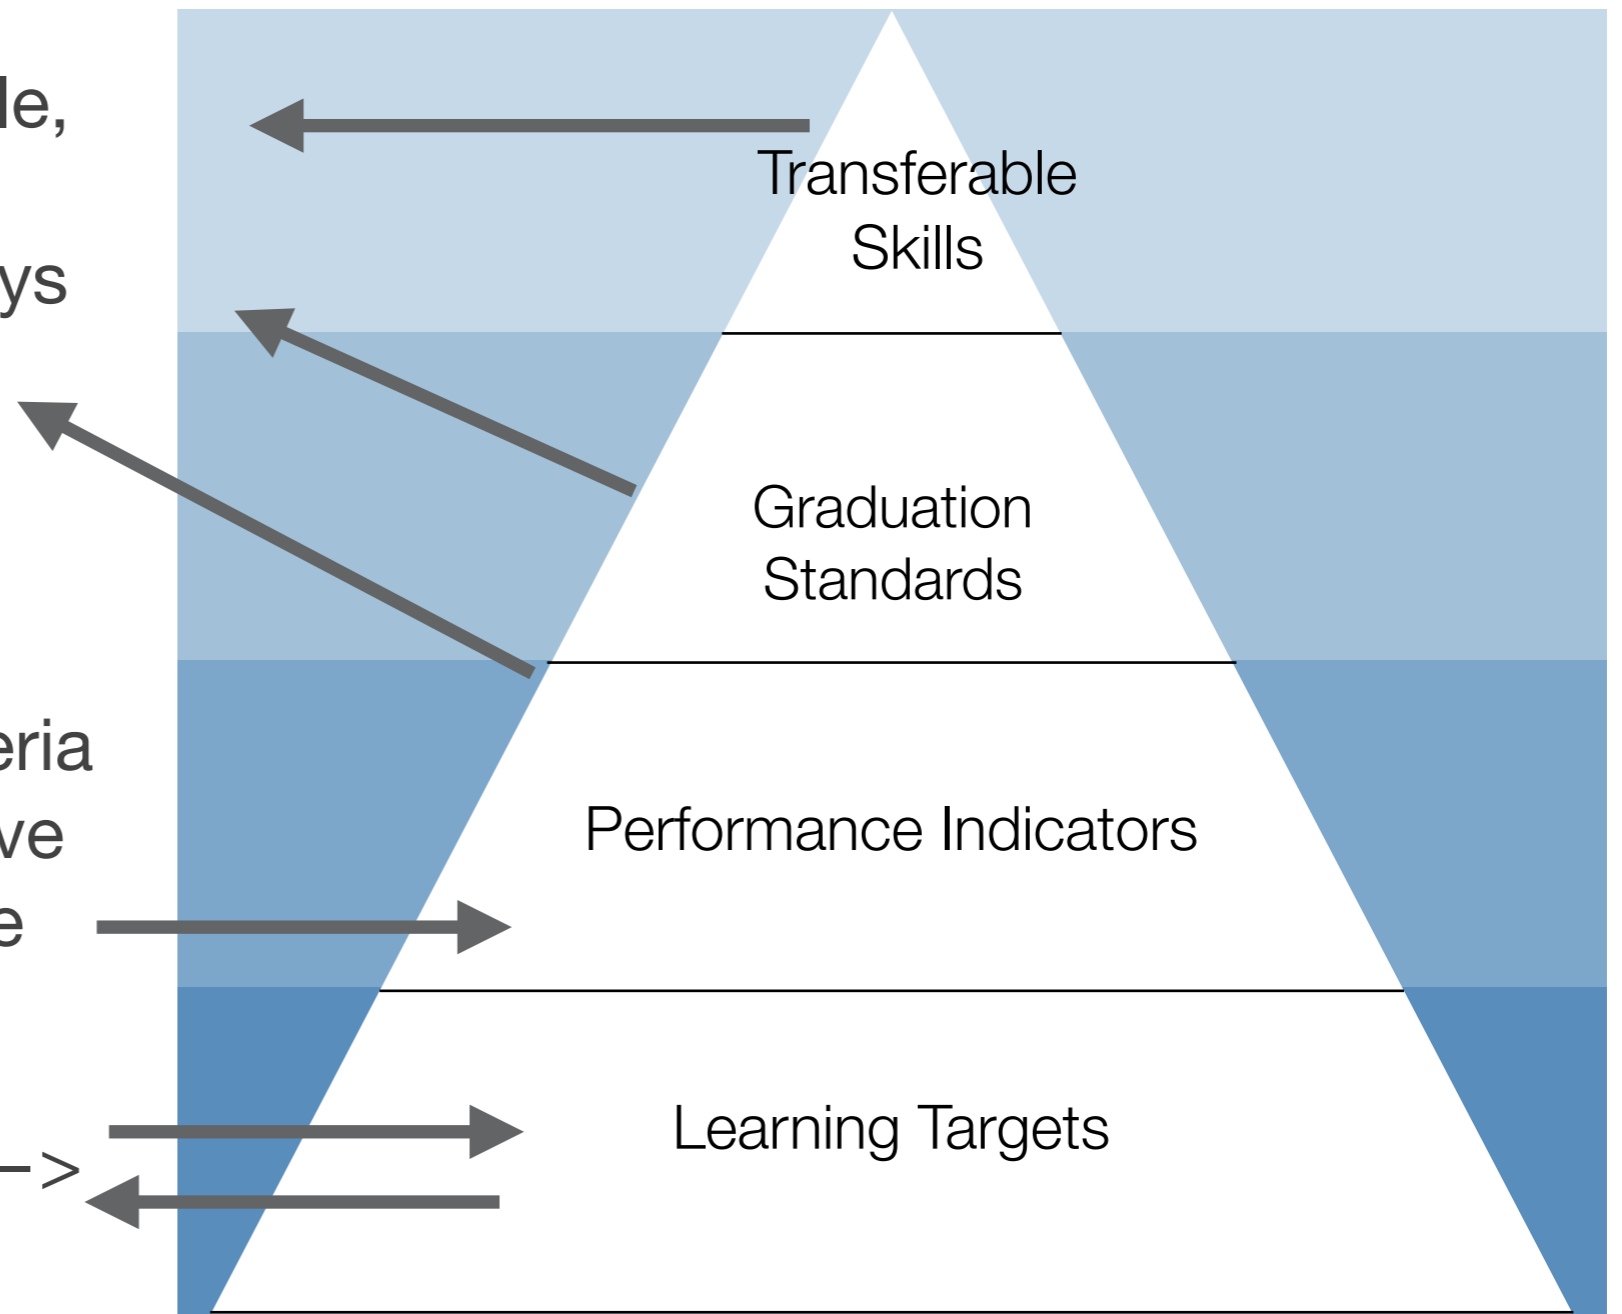 le,
Transferable
Skills
ys
Graduation
Standards
eria
Performance Indicators
ve
e
Learning Targets
–>